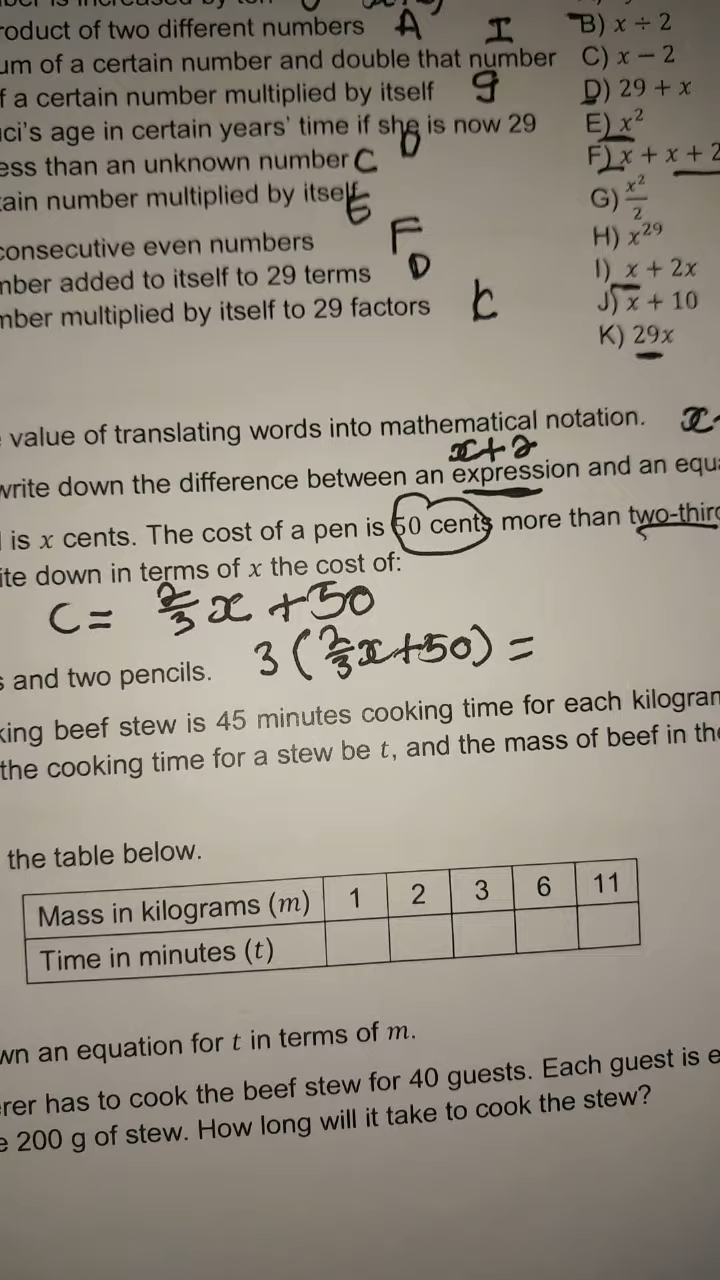 roduct of two different numbers A I B) x ÷ 2
um of a certain number and double that number C) x − 2
f a certain number multiplied by itself g D) 29 + x
uci's age in certain years' time if she is now 29 D E) x²
ess than an unknown number C F) x + x + 2
tain number multiplied by itself E G) x²/2
consecutive even numbers F H) x²⁹
mber added to itself to 29 terms D I) x + 2x
mber multiplied by itself to 29 factors J) x + 10
K) 29x
value of translating words into mathematical notation.
x+2
write down the difference between an expression and an equa
is x cents. The cost of a pen is 50 cents more than two-third
ite down in terms of x the cost of:
C = 2/3 x + 50
s and two pencils. 3 (2/3 x + 50) =
king beef stew is 45 minutes cooking time for each kilogram
the cooking time for a stew be t, and the mass of beef in the
the table below.
Mass in kilograms (m) 1 2 3 6 11
Time in minutes (t)
wn an equation for t in terms of m.
rer has to cook the beef stew for 40 guests. Each guest is e
e 200 g of stew. How long will it take to cook the stew?